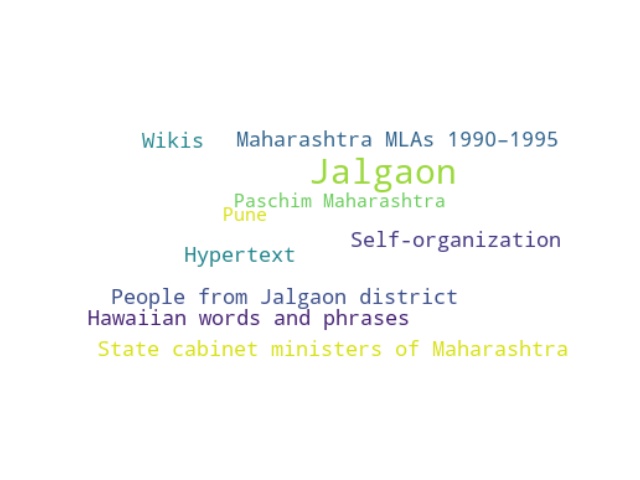 Wikis
Maharashtra MLAs 1990–1995
Jalgaon
Paschim Maharashtra
Pune
Self-organization
Hypertext
People from Jalgaon district
Hawaiian words and phrases
State cabinet ministers of Maharashtra